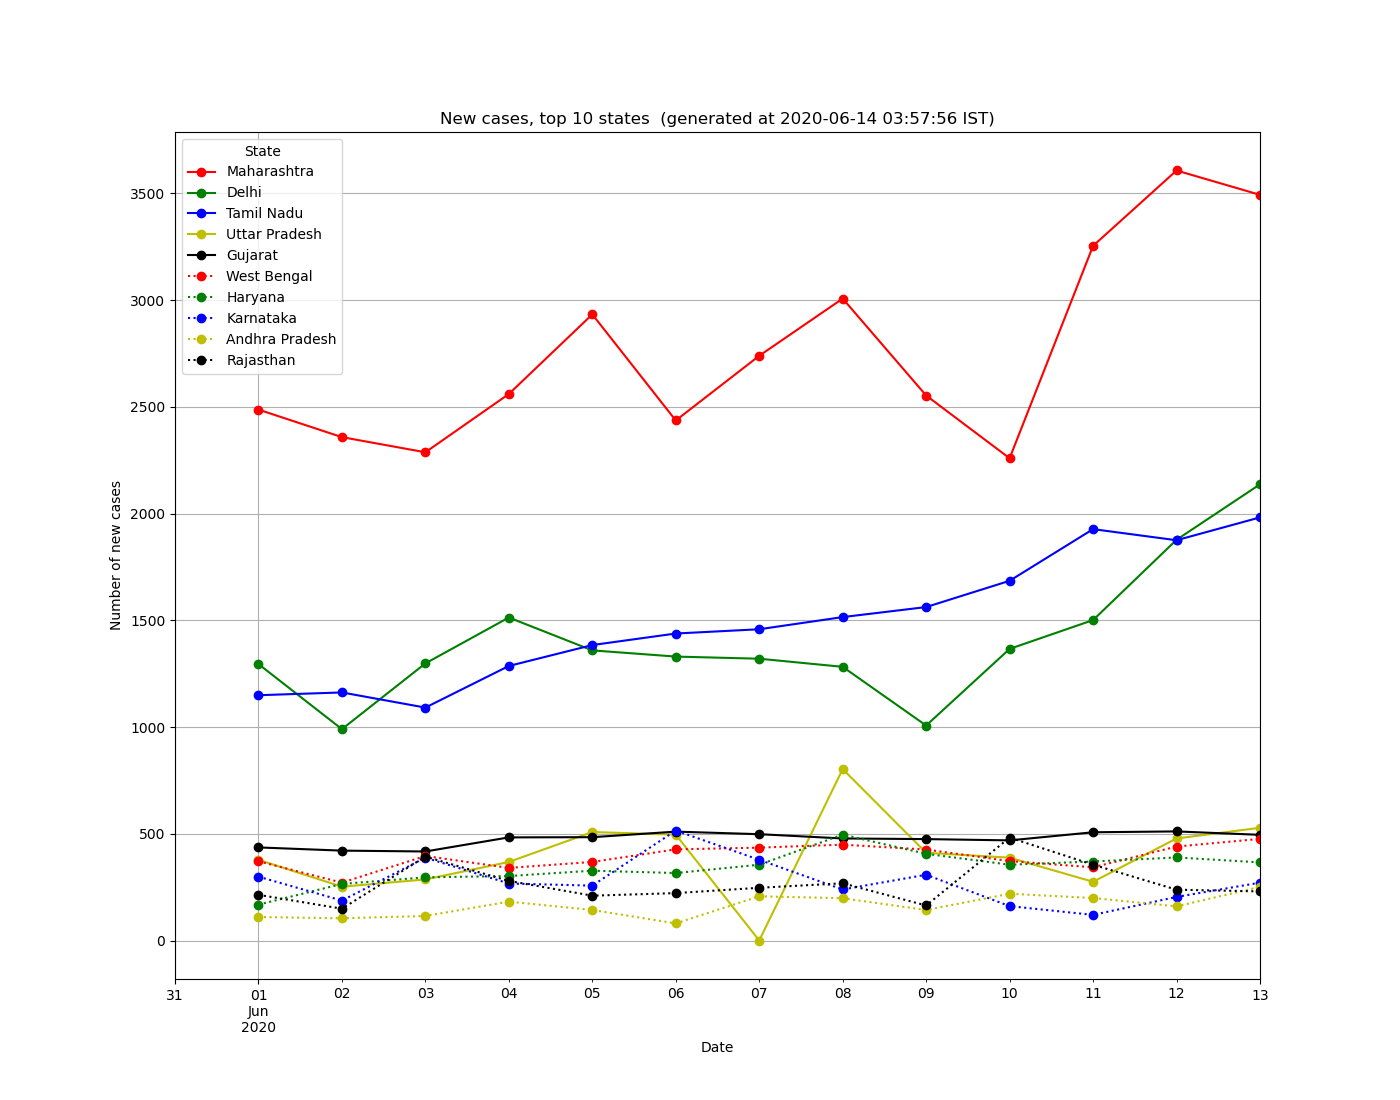 New cases, top 10 states  (generated at 2020-06-14 03:57:56 IST)
State
Maharashtra
Delhi
Tamil Nadu
Uttar Pradesh
Gujarat
West Bengal
Haryana
Karnataka
Andhra Pradesh
Rajasthan
3500
3000
2500
2000
1500
1000
500
0
Number of new cases
31 01 02 03 04 05 06 07 08 09 10 11 12 13
Jun
2020
Date